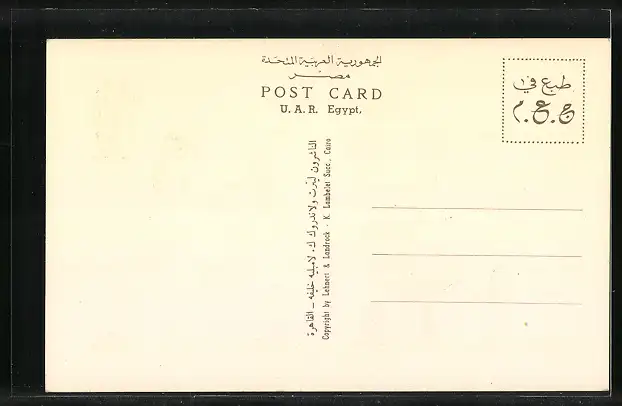 الجمهورية العربية المتحدة
مصر
POST CARD
U. A. R. Egypt,
طبع في
ج.ع.م.
الناشرون لينرت ولاندروك ك. لامبليه خليفه – القاهرة
Copyright by Lehnert & Landrock - K. Lambelet Succ., Cairo